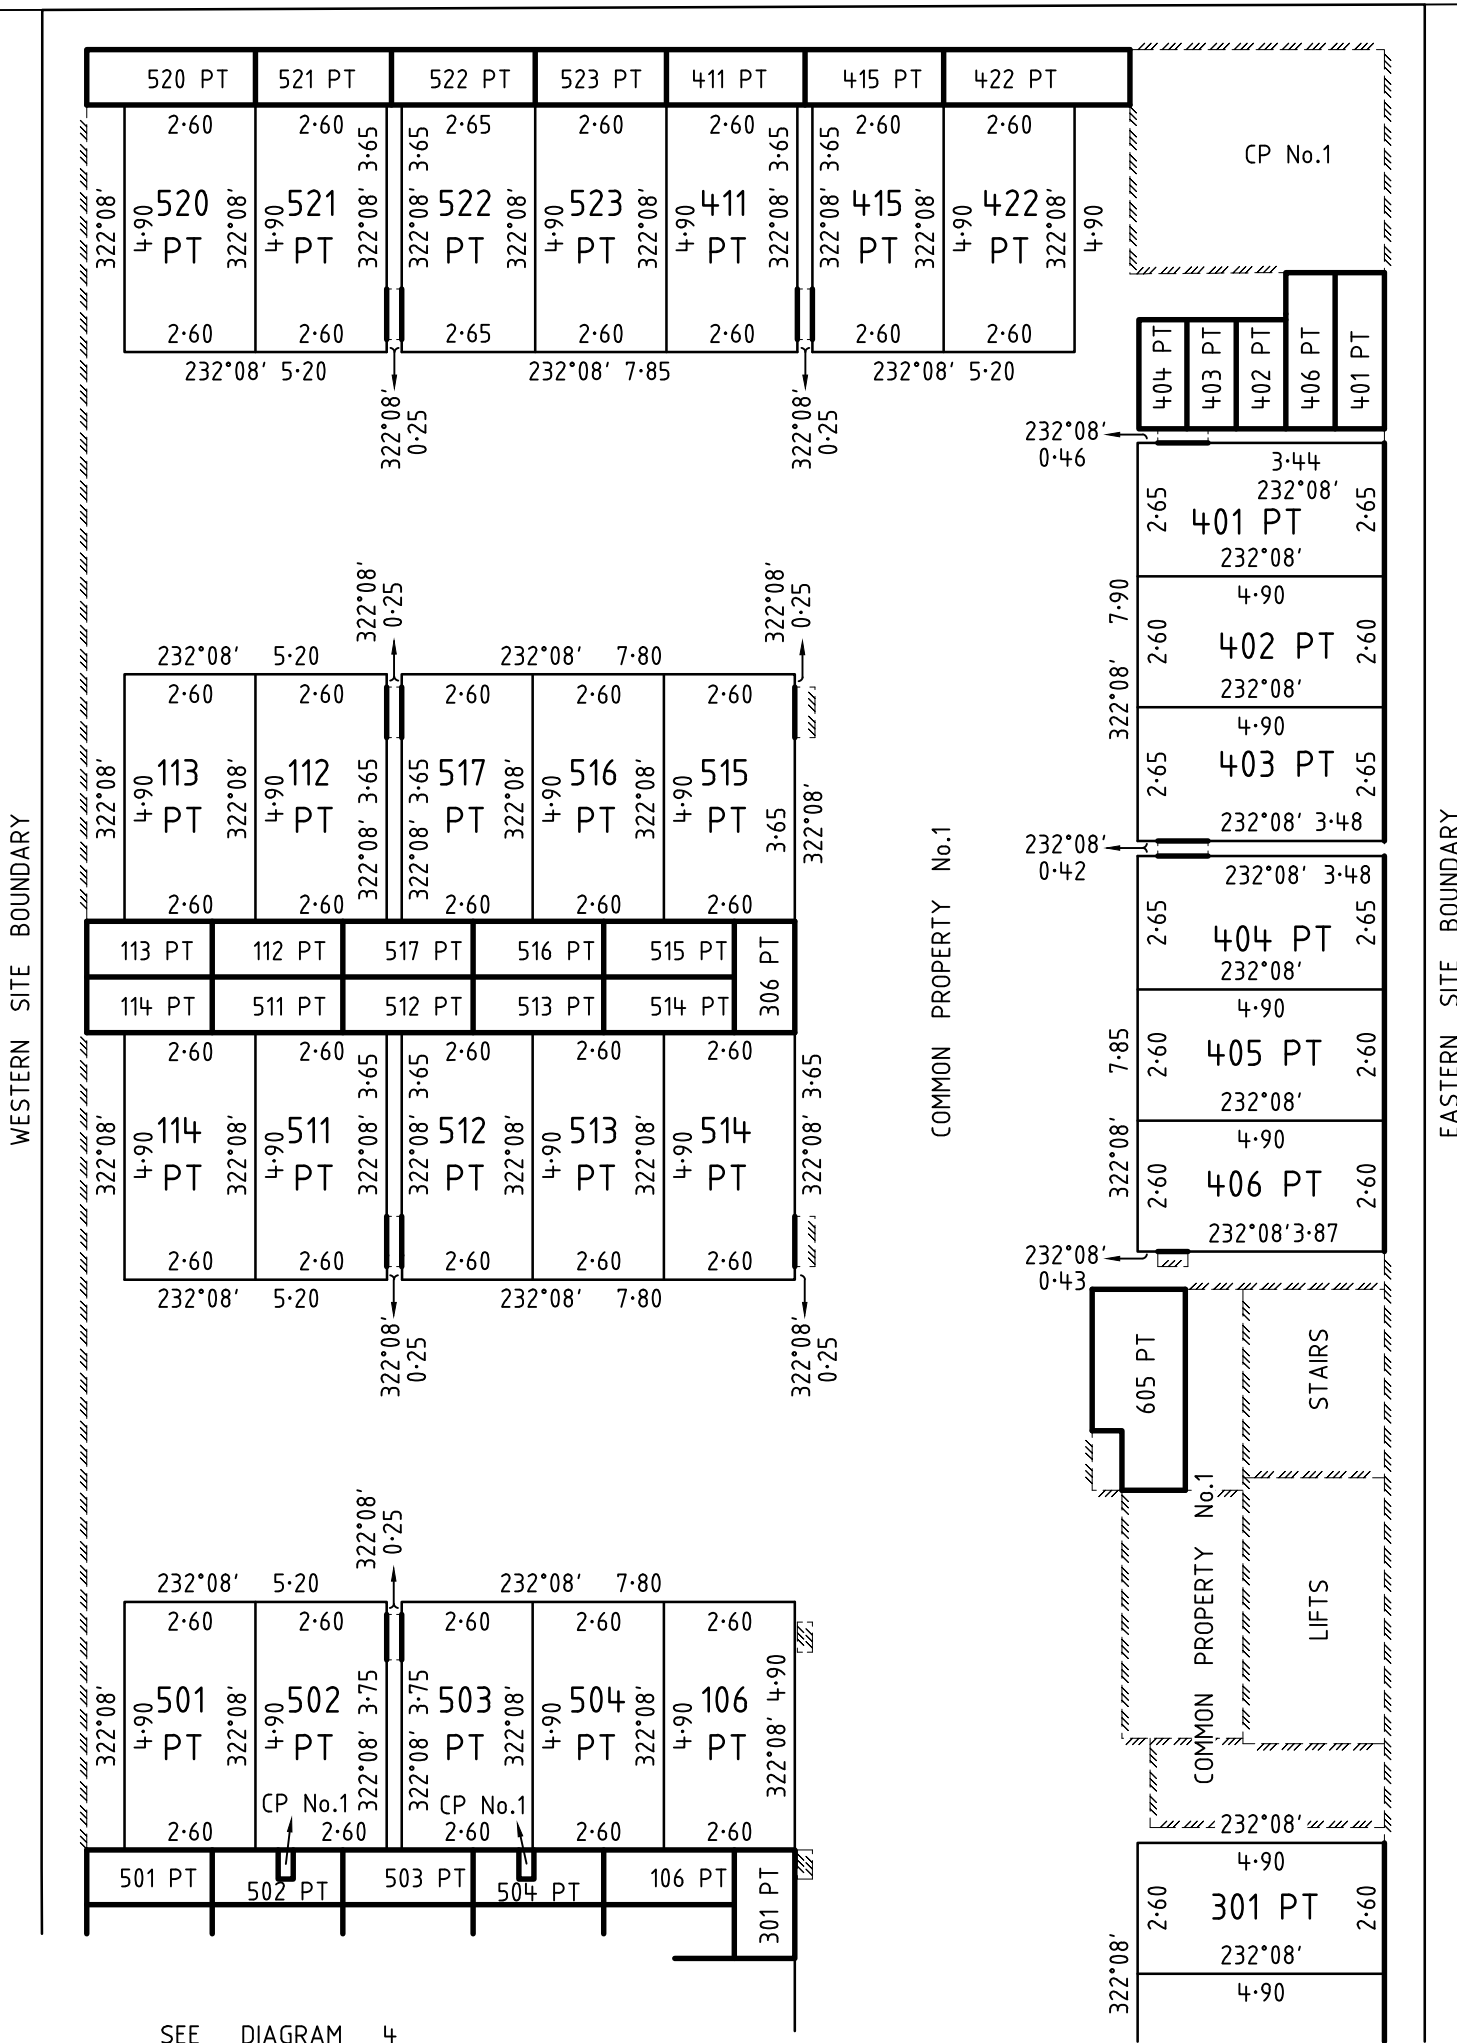 520 PT 521 PT 522 PT 523 PT 411 PT 415 PT 422 PT
2·60 2·60 2·65 2·60 2·60 2·60 2·60
3·65 3·65 3·65 3·65
CP No.1
322°08' 4·90 322°08' 4·90 322°08' 322°08' 322°08' 4·90 322°08' 4·90 322°08' 322°08' 322°08' 4·90 322°08' 4·90
520 521 522 523 411 415 422
PT PT PT PT PT PT PT
2·60 2·60 2·65 2·60 2·60 2·60 2·60
232°08' 5·20 232°08' 7·85 232°08' 5·20
322°08' 0·25
322°08' 0·25
404 PT 403 PT 402 PT 406 PT 401 PT
232°08'
0·46
3·44
232°08'
2·65 401 PT 2·65
232°08'
4·90
2·60 402 PT 2·60
232°08'
322°08' 7·90
4·90
2·65 403 PT 2·65
232°08' 3·48
232°08'
0·42
232°08' 3·48
2·65 404 PT 2·65
232°08'
4·90
2·60 405 PT 2·60
232°08'
322°08' 7·85
4·90
2·60 406 PT 2·60
232°08' 3·87
232°08'
0·43
322°08' 0·25
322°08' 0·25
232°08' 5·20 232°08' 7·80
2·60 2·60 2·60 2·60 2·60
322°08' 4·90 322°08' 4·90 322°08' 3·65 322°08' 3·65 322°08' 4·90 322°08' 4·90 3·65 322°08'
113 112 517 516 515
PT PT PT PT PT
2·60 2·60 2·60 2·60 2·60
113 PT 112 PT 517 PT 516 PT 515 PT
306 PT
114 PT 511 PT 512 PT 513 PT 514 PT
2·60 2·60 2·60 2·60 2·60
322°08' 4·90 322°08' 4·90 322°08' 3·65 322°08' 3·65 322°08' 4·90 322°08' 4·90 322°08' 3·65
114 511 512 513 514
PT PT PT PT PT
2·60 2·60 2·60 2·60 2·60
232°08' 5·20 232°08' 7·80
322°08' 0·25
322°08' 0·25
WESTERN SITE BOUNDARY
COMMON PROPERTY No.1
EASTERN SITE BOUNDARY
605 PT
STAIRS
LIFTS
COMMON PROPERTY No.1
322°08' 0·25
232°08' 5·20 232°08' 7·80
2·60 2·60 2·60 2·60 2·60
322°08' 4·90 322°08' 4·90 322°08' 3·75 322°08' 3·75 322°08' 4·90 322°08' 4·90 322°08' 4·90
501 502 503 504 106
PT PT PT PT PT
CP No.1 CP No.1
2·60 2·60 2·60 2·60 2·60
501 PT 502 PT 503 PT 504 PT 106 PT
301 PT
232°08'
4·90
2·60 301 PT 2·60
232°08'
322°08'
4·90
SEE DIAGRAM 4